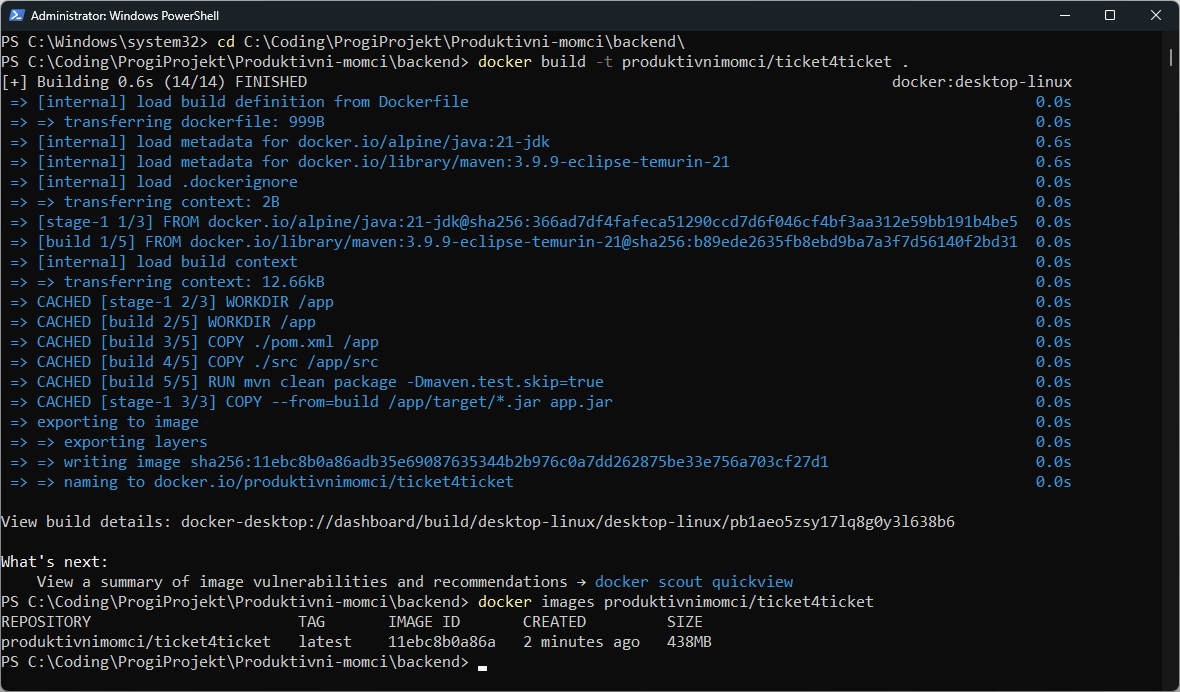 Administrator: Windows PowerShell
PS C:\Windows\system32> cd C:\Coding\ProgiProjekt\Produktivni-momci\backend\
PS C:\Coding\ProgiProjekt\Produktivni-momci\backend> docker build -t produktivnimomci/ticket4ticket .
[+] Building 0.6s (14/14) FINISHED docker:desktop-linux
=> [internal] load build definition from Dockerfile 0.0s
=> => transferring dockerfile: 999B 0.0s
=> [internal] load metadata for docker.io/alpine/java:21-jdk 0.6s
=> [internal] load metadata for docker.io/library/maven:3.9.9-eclipse-temurin-21 0.6s
=> [internal] load .dockerignore 0.0s
=> => transferring context: 2B 0.0s
=> [stage-1 1/3] FROM docker.io/alpine/java:21-jdk@sha256:366ad7df4fafeca51290ccd7d6f046cf4bf3aa312e59bb191b4be5 0.0s
=> [build 1/5] FROM docker.io/library/maven:3.9.9-eclipse-temurin-21@sha256:b89ede2635fb8ebd9ba7a3f7d56140f2bd31 0.0s
=> [internal] load build context 0.0s
=> => transferring context: 12.66kB 0.0s
=> CACHED [stage-1 2/3] WORKDIR /app 0.0s
=> CACHED [build 2/5] WORKDIR /app 0.0s
=> CACHED [build 3/5] COPY ./pom.xml /app 0.0s
=> CACHED [build 4/5] COPY ./src /app/src 0.0s
=> CACHED [build 5/5] RUN mvn clean package -Dmaven.test.skip=true 0.0s
=> CACHED [stage-1 3/3] COPY --from=build /app/target/*.jar app.jar 0.0s
=> exporting to image 0.0s
=> => exporting layers 0.0s
=> => writing image sha256:11ebc8b0a86adb35e69087635344b2b976c0a7dd262875be33e756a703cf27d1 0.0s
=> => naming to docker.io/produktivnimomci/ticket4ticket 0.0s
View build details: docker-desktop://dashboard/build/desktop-linux/desktop-linux/pb1aeo5zsy17lq8g0y3l638b6
What's next:
View a summary of image vulnerabilities and recommendations → docker scout quickview
PS C:\Coding\ProgiProjekt\Produktivni-momci\backend> docker images produktivnimomci/ticket4ticket
REPOSITORY TAG IMAGE ID CREATED SIZE
produktivnimomci/ticket4ticket latest 11ebc8b0a86a 2 minutes ago 438MB
PS C:\Coding\ProgiProjekt\Produktivni-momci\backend>